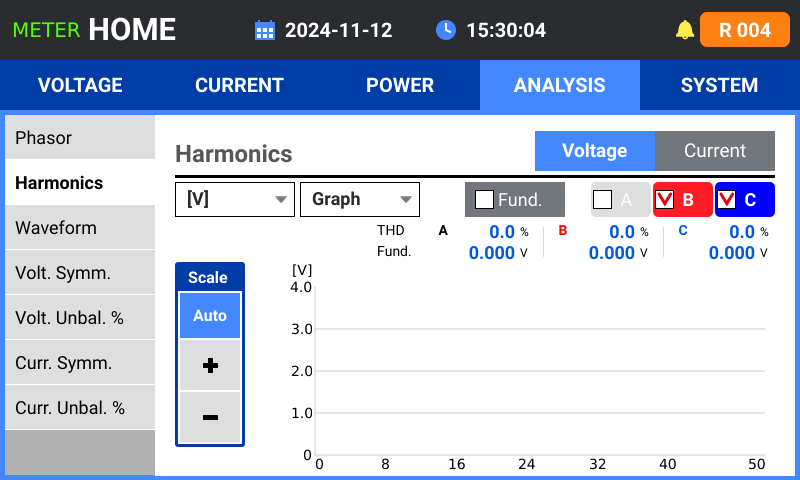 METER HOME 2024-11-12 15:30:04 R 004
VOLTAGE CURRENT POWER ANALYSIS SYSTEM
Phasor
Harmonics
Waveform
Volt. Symm.
Volt. Unbal. %
Curr. Symm.
Curr. Unbal. %
Harmonics Voltage Current
[V] Graph Fund. A B C
THD A 0.0 % B 0.0 % C 0.0 %
Fund. 0.000 V 0.000 V 0.000 V
Scale
Auto
+
−
[V]
4.0
3.0
2.0
1.0
0
0 8 16 24 32 40 50